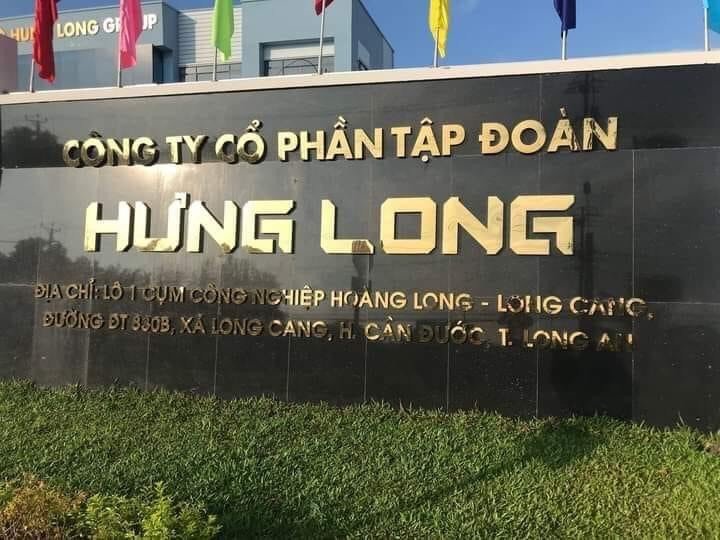 HƯNG LONG GROUP
CÔNG TY CỔ PHẦN TẬP ĐOÀN
HƯNG LONG
ĐỊA CHỈ: LÔ 1 CỤM CÔNG NGHIỆP HOÀNG LONG - LONG CANG,
ĐƯỜNG ĐT 830B, XÃ LONG CANG, H. CẦN ĐƯỚC, T. LONG AN